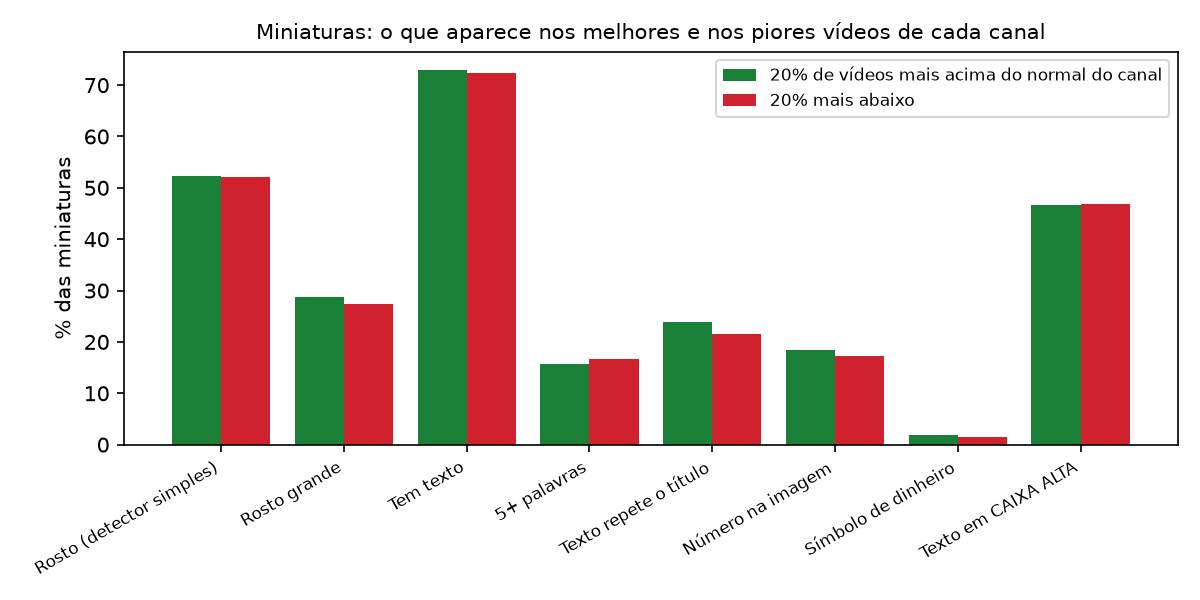 Miniaturas: o que aparece nos melhores e nos piores vídeos de cada canal
20% de vídeos mais acima do normal do canal
20% mais abaixo
% das miniaturas
70
60
50
40
30
20
10
0
Rosto (detector simples)
Rosto grande
Tem texto
5+ palavras
Texto repete o título
Número na imagem
Símbolo de dinheiro
Texto em CAIXA ALTA